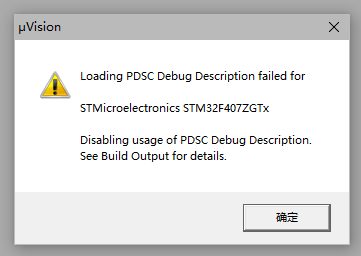 µVision
Loading PDSC Debug Description failed for
STMicroelectronics STM32F407ZGTx
Disabling usage of PDSC Debug Description.
See Build Output for details.
确定